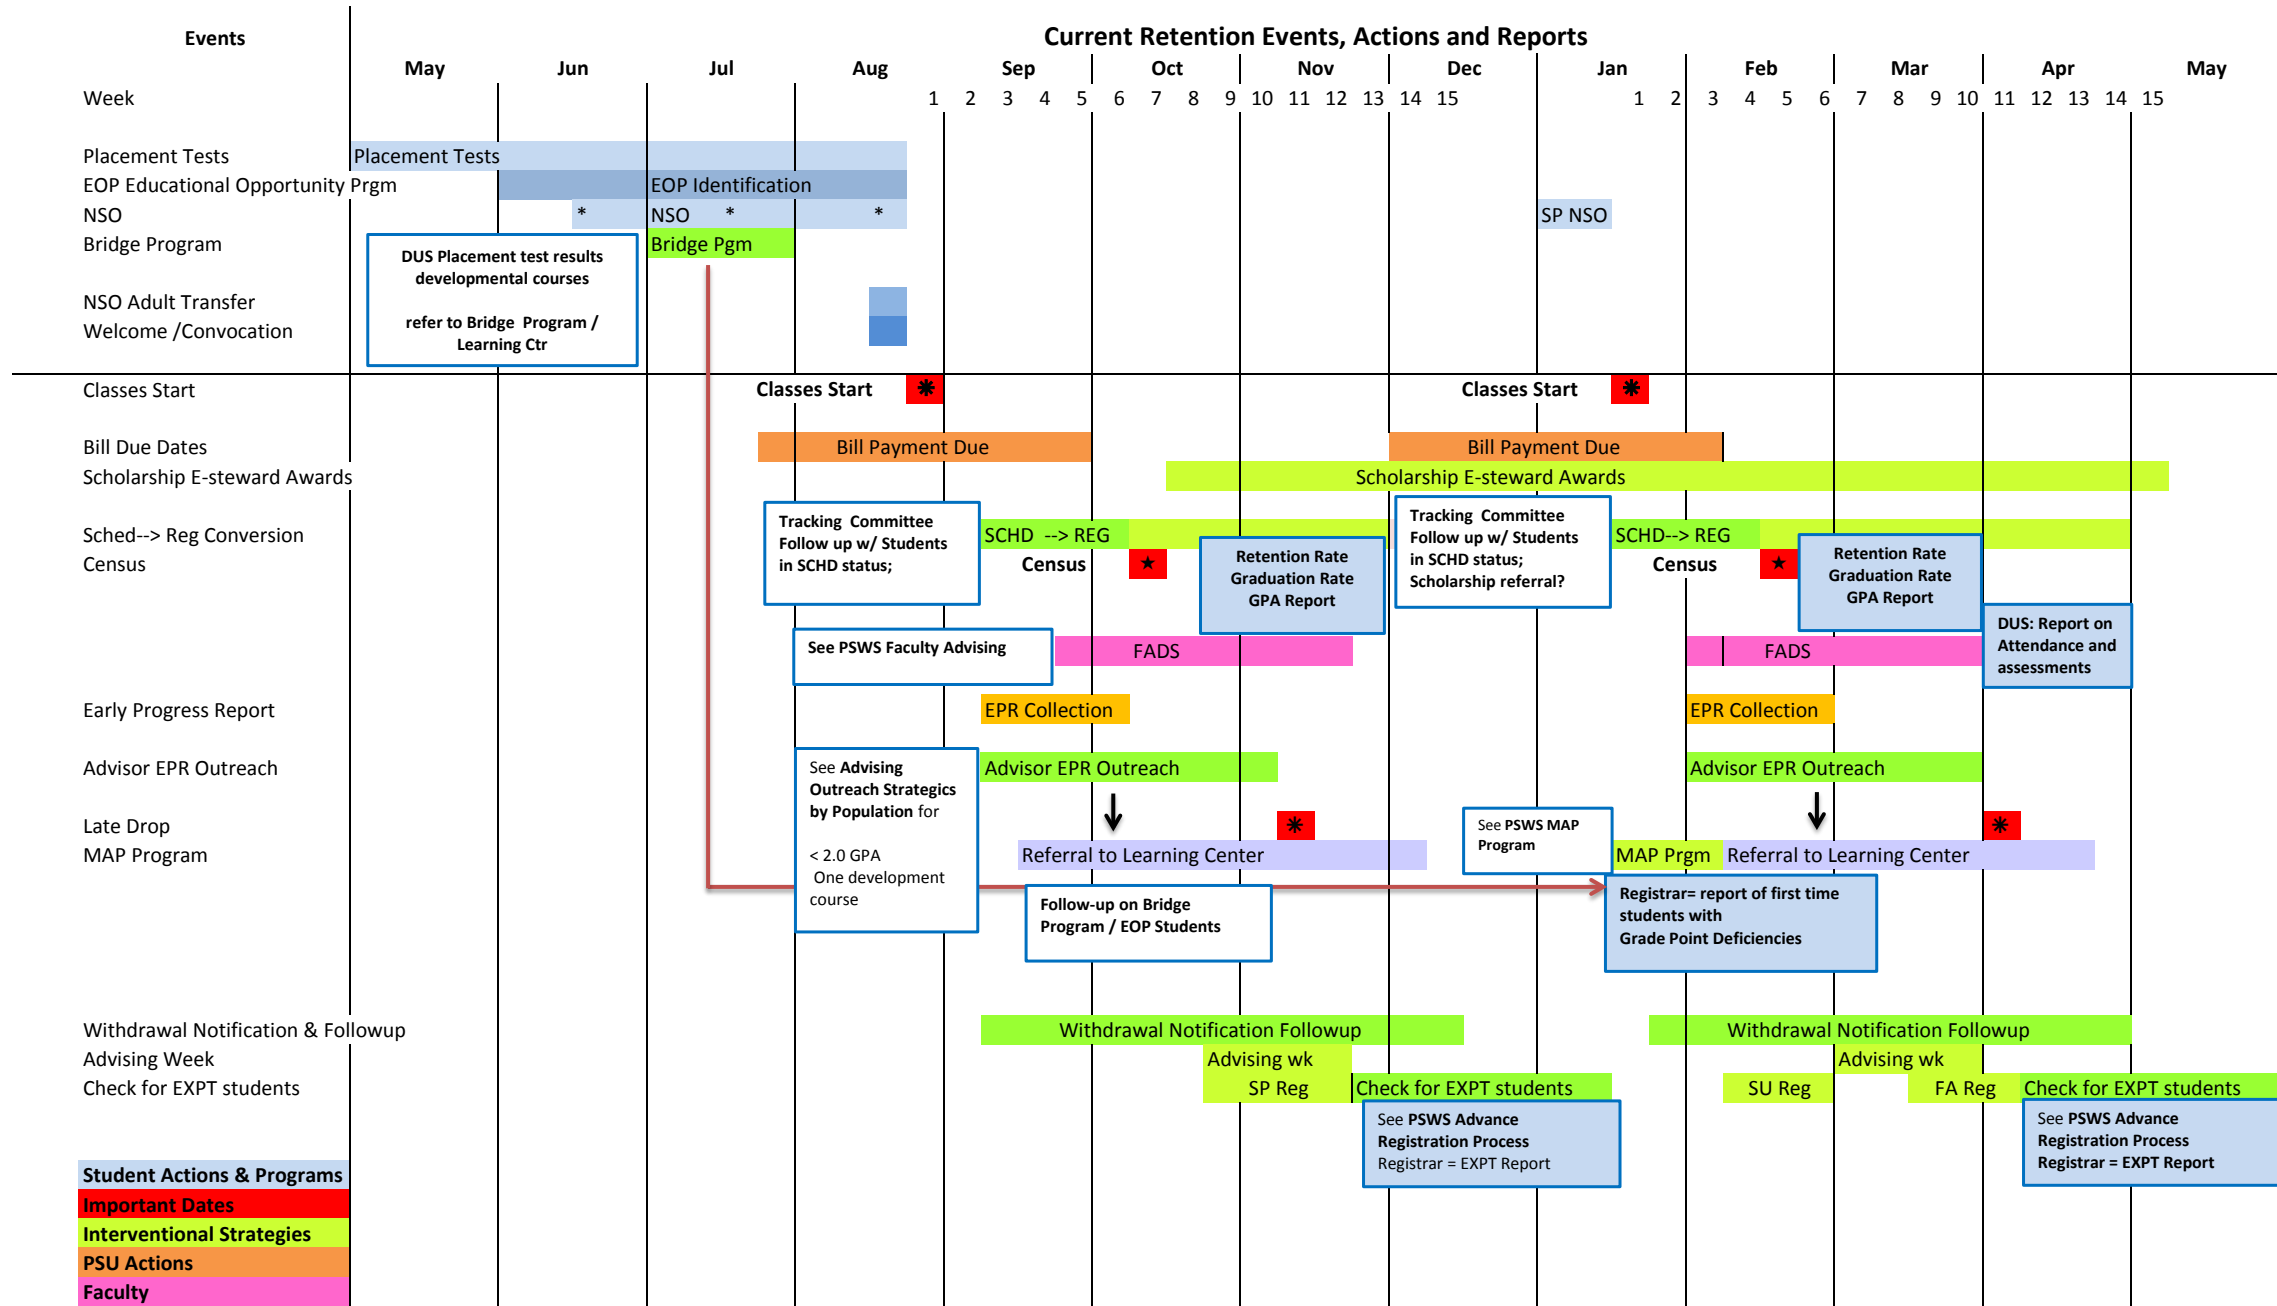 Events
Current Retention Events, Actions and Reports
May Jun Jul Aug Sep Oct Nov Dec Jan Feb Mar Apr May
Week 1 2 3 4 5 6 7 8 9 10 11 12 13 14 15 1 2 3 4 5 6 7 8 9 10 11 12 13 14 15
Placement Tests Placement Tests
EOP Educational Opportunity Prgm EOP Identification
NSO * NSO * * SP NSO
Bridge Program Bridge Pgm
DUS Placement test results
developmental courses
refer to Bridge Program /
Learning Ctr
NSO Adult Transfer
Welcome /Convocation
Classes Start Classes Start Classes Start
Bill Due Dates Bill Payment Due Bill Payment Due
Scholarship E-steward Awards Scholarship E-steward Awards
Tracking Committee
Follow up w/ Students
in SCHD status;
Tracking Committee
Follow up w/ Students
in SCHD status;
Scholarship referral?
Sched--> Reg Conversion SCHD --> REG SCHD--> REG
Census Census Census
Retention Rate
Graduation Rate
GPA Report
Retention Rate
Graduation Rate
GPA Report
DUS: Report on
Attendance and
assessments
See PSWS Faculty Advising FADS FADS
Early Progress Report EPR Collection EPR Collection
Advisor EPR Outreach Advisor EPR Outreach Advisor EPR Outreach
See Advising
Outreach Strategics
by Population for
< 2.0 GPA
One development
course
Late Drop
MAP Program Referral to Learning Center MAP Prgm Referral to Learning Center
See PSWS MAP
Program
Follow-up on Bridge
Program / EOP Students
Registrar= report of first time
students with
Grade Point Deficiencies
Withdrawal Notification & Followup Withdrawal Notification Followup Withdrawal Notification Followup
Advising Week Advising wk Advising wk
Check for EXPT students SP Reg Check for EXPT students SU Reg FA Reg Check for EXPT students
See PSWS Advance
Registration Process
Registrar = EXPT Report
See PSWS Advance
Registration Process
Registrar = EXPT Report
Student Actions & Programs
Important Dates
Interventional Strategies
PSU Actions
Faculty